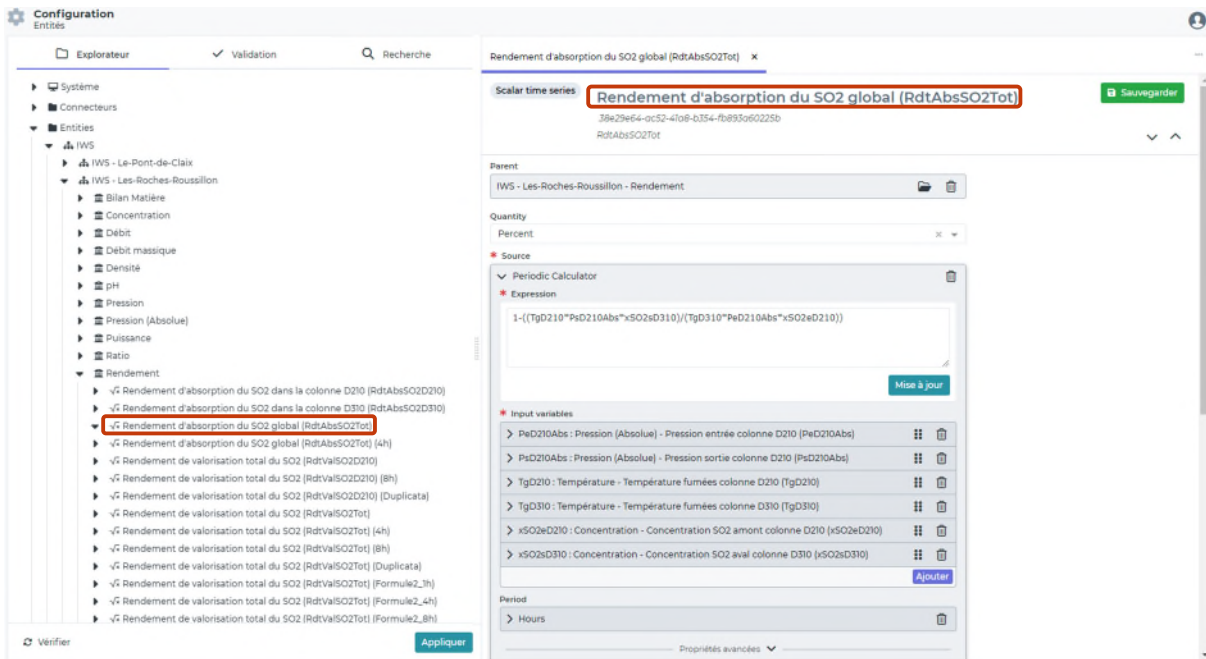 Configuration
Entités
Explorateur
Validation
Recherche
Système
Connecteurs
Entities
IWS
IWS - Le-Pont-de-Claix
IWS - Les-Roches-Roussillon
Bilan Matière
Concentration
Débit
Débit massique
Densité
pH
Pression
Pression (Absolue)
Puissance
Ratio
Rendement
Rendement d'absorption du SO2 dans la colonne D210 (RdtAbsSO2D210)
Rendement d'absorption du SO2 dans la colonne D310 (RdtAbsSO2D310)
Rendement d'absorption du SO2 global (RdtAbsSO2Tot)
Rendement d'absorption du SO2 global (RdtAbsSO2Tot) (4h)
Rendement de valorisation total du SO2 (RdtValSO2D210)
Rendement de valorisation total du SO2 (RdtValSO2D210) (8h)
Rendement de valorisation total du SO2 (RdtValSO2D210) (Duplicata)
Rendement de valorisation total du SO2 (RdtValSO2Tot)
Rendement de valorisation total du SO2 (RdtValSO2Tot) (4h)
Rendement de valorisation total du SO2 (RdtValSO2Tot) (8h)
Rendement de valorisation total du SO2 (RdtValSO2Tot) (Duplicata)
Rendement de valorisation total du SO2 (RdtValSO2Tot) (Formule2_1h)
Rendement de valorisation total du SO2 (RdtValSO2Tot) (Formule2_4h)
Rendement de valorisation total du SO2 (RdtValSO2Tot) (Formule2_8h)
Vérifier
Appliquer
Rendement d'absorption du SO2 global (RdtAbsSO2Tot) ×
Scalar time series
Rendement d'absorption du SO2 global (RdtAbsSO2Tot)
Sauvegarder
38e29e64-ac52-41a8-b354-fb893a60225b
RdtAbsSO2Tot
Parent
IWS - Les-Roches-Roussillon - Rendement
Quantity
Percent
* Source
Periodic Calculator
* Expression
1-((TgD210*PsD210Abs*xSO2sD310)/(TgD310*PeD210Abs*xSO2eD210))
Mise à jour
* Input variables
PeD210Abs : Pression (Absolue) - Pression entrée colonne D210 (PeD210Abs)
PsD210Abs : Pression (Absolue) - Pression sortie colonne D210 (PsD210Abs)
TgD210 : Température - Température fumées colonne D210 (TgD210)
TgD310 : Température - Température fumées colonne D310 (TgD310)
xSO2eD210 : Concentration - Concentration SO2 amont colonne D210 (xSO2eD210)
xSO2sD310 : Concentration - Concentration SO2 aval colonne D310 (xSO2sD310)
Ajouter
Period
Hours
Propriétés avancées